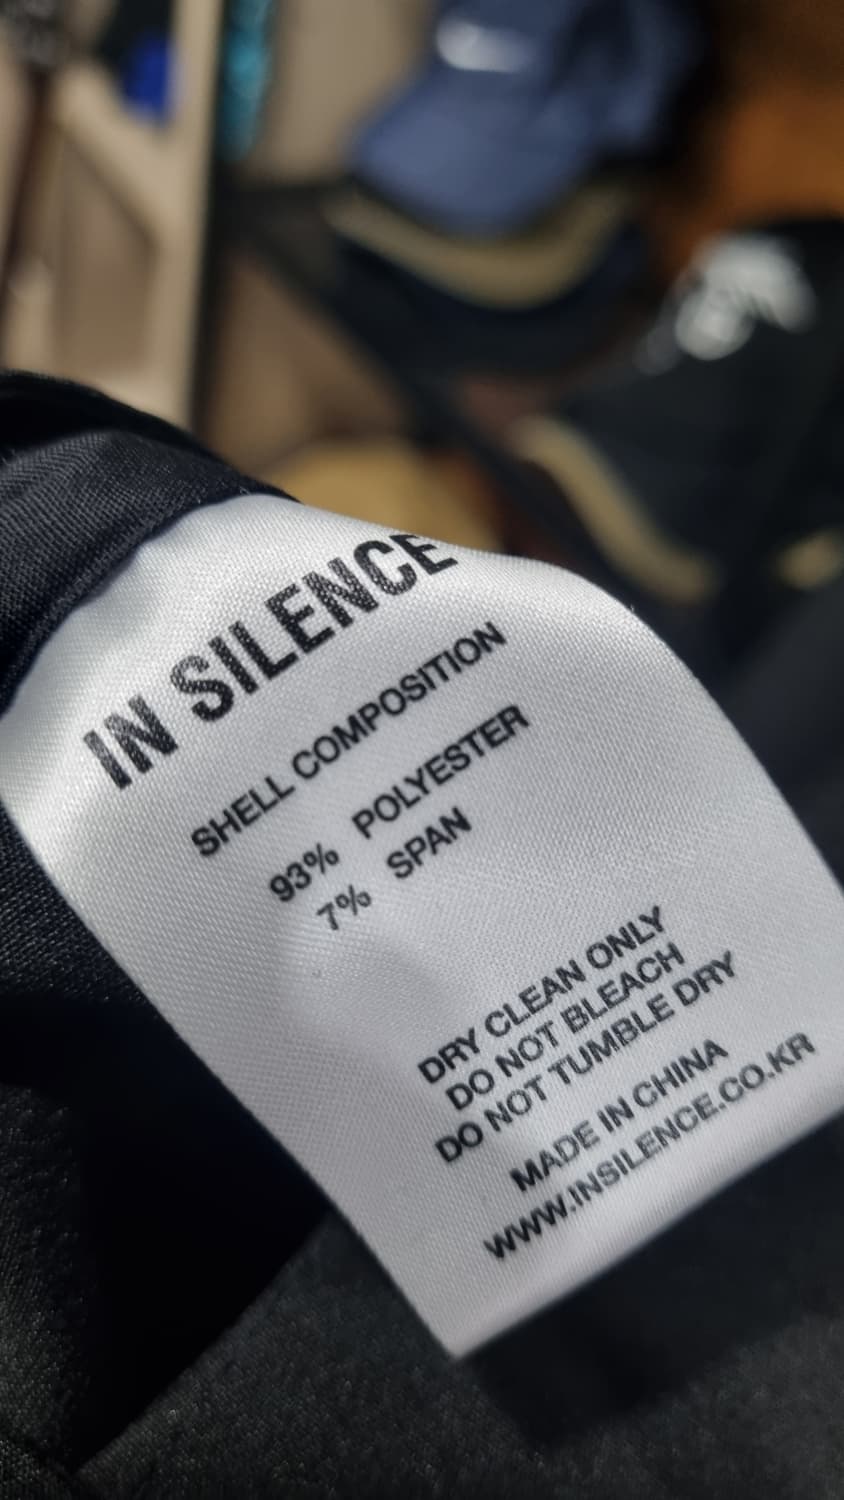 IN SILENCE
SHELL COMPOSITION
93% POLYESTER
7% SPAN
DRY CLEAN ONLY
DO NOT BLEACH
DO NOT TUMBLE DRY
MADE IN CHINA
WWW.INSILENCE.CO.KR